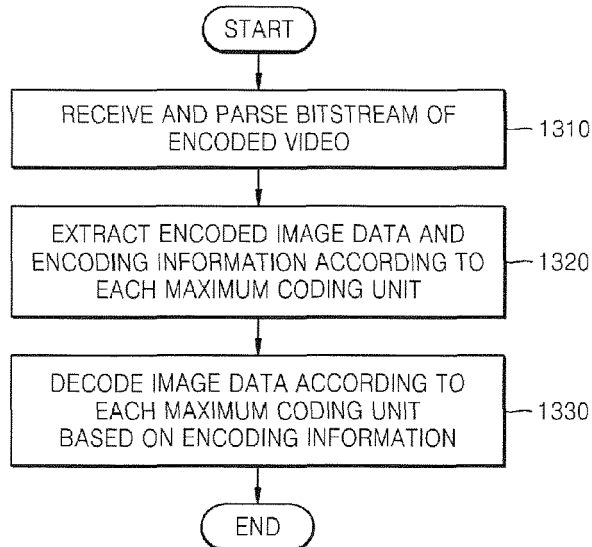 START
RECEIVE AND PARSE BITSTREAM OF
ENCODED VIDEO
1310
EXTRACT ENCODED IMAGE DATA AND
ENCODING INFORMATION ACCORDING TO
EACH MAXIMUM CODING UNIT
1320
DECODE IMAGE DATA ACCORDING TO
EACH MAXIMUM CODING UNIT
BASED ON ENCODING INFORMATION
1330
END